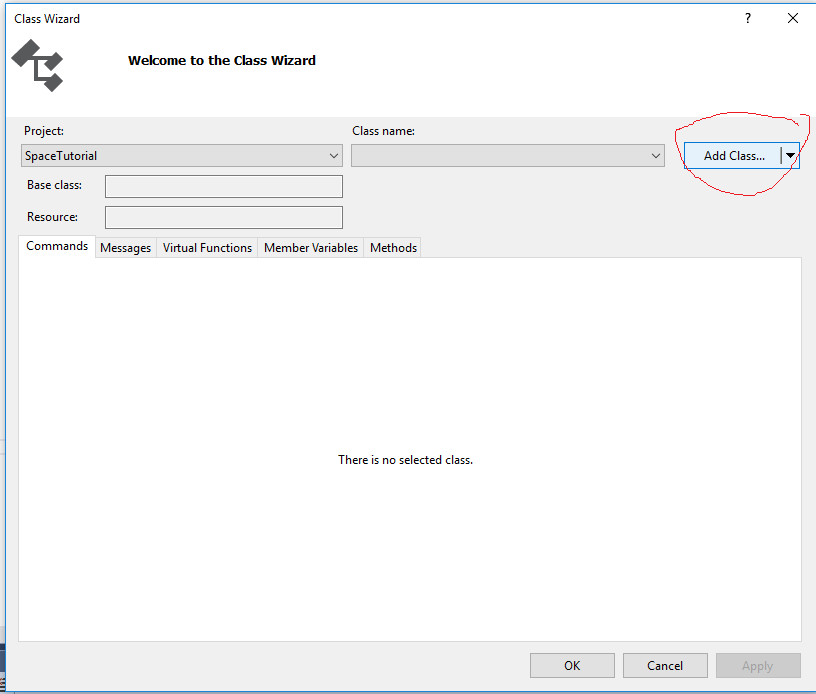 Class Wizard
?
Welcome to the Class Wizard
Project: Class name:
SpaceTutorial Add Class...
Base class:
Resource:
Commands Messages Virtual Functions Member Variables Methods
There is no selected class.
OK Cancel Apply